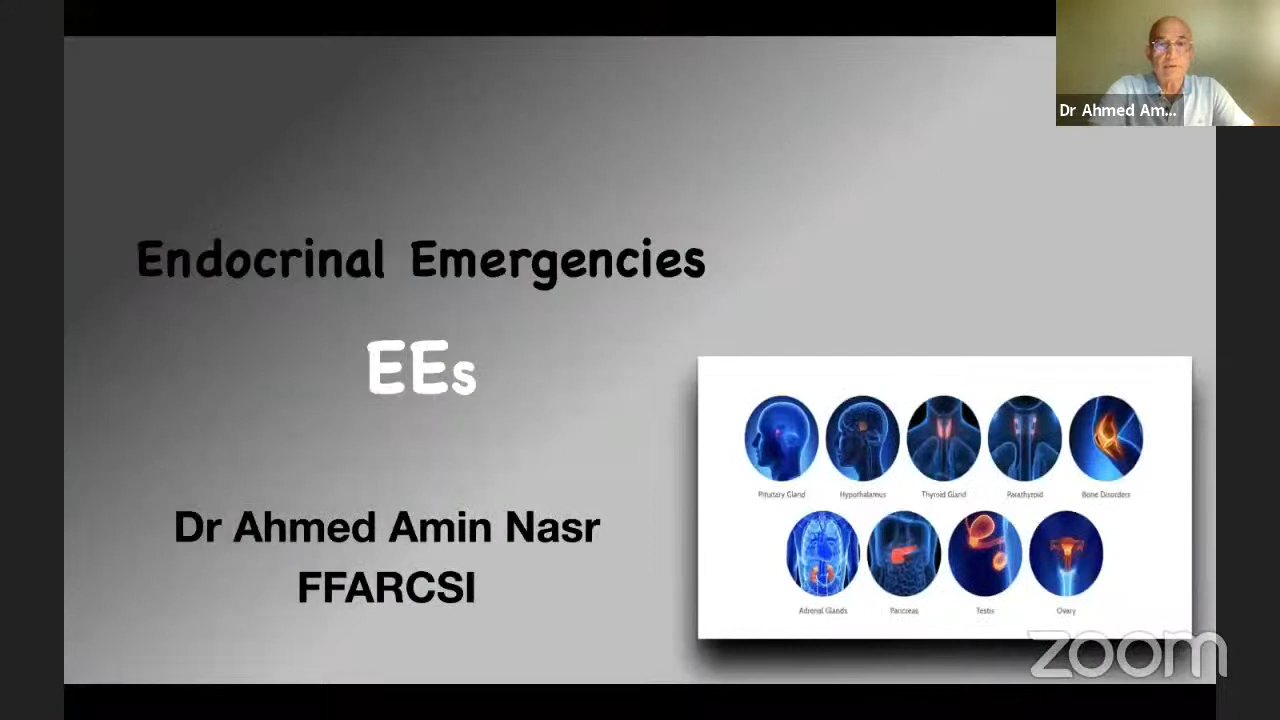 Dr Ahmed Am...
Endocrinal Emergencies
EEs
Dr Ahmed Amin Nasr
FFARCSI
Pituitary Gland
Hypothalamus
Thyroid Gland
Parathyroid
Bone Disorders
Adrenal Glands
Pancreas
Testis
Ovary
zoom